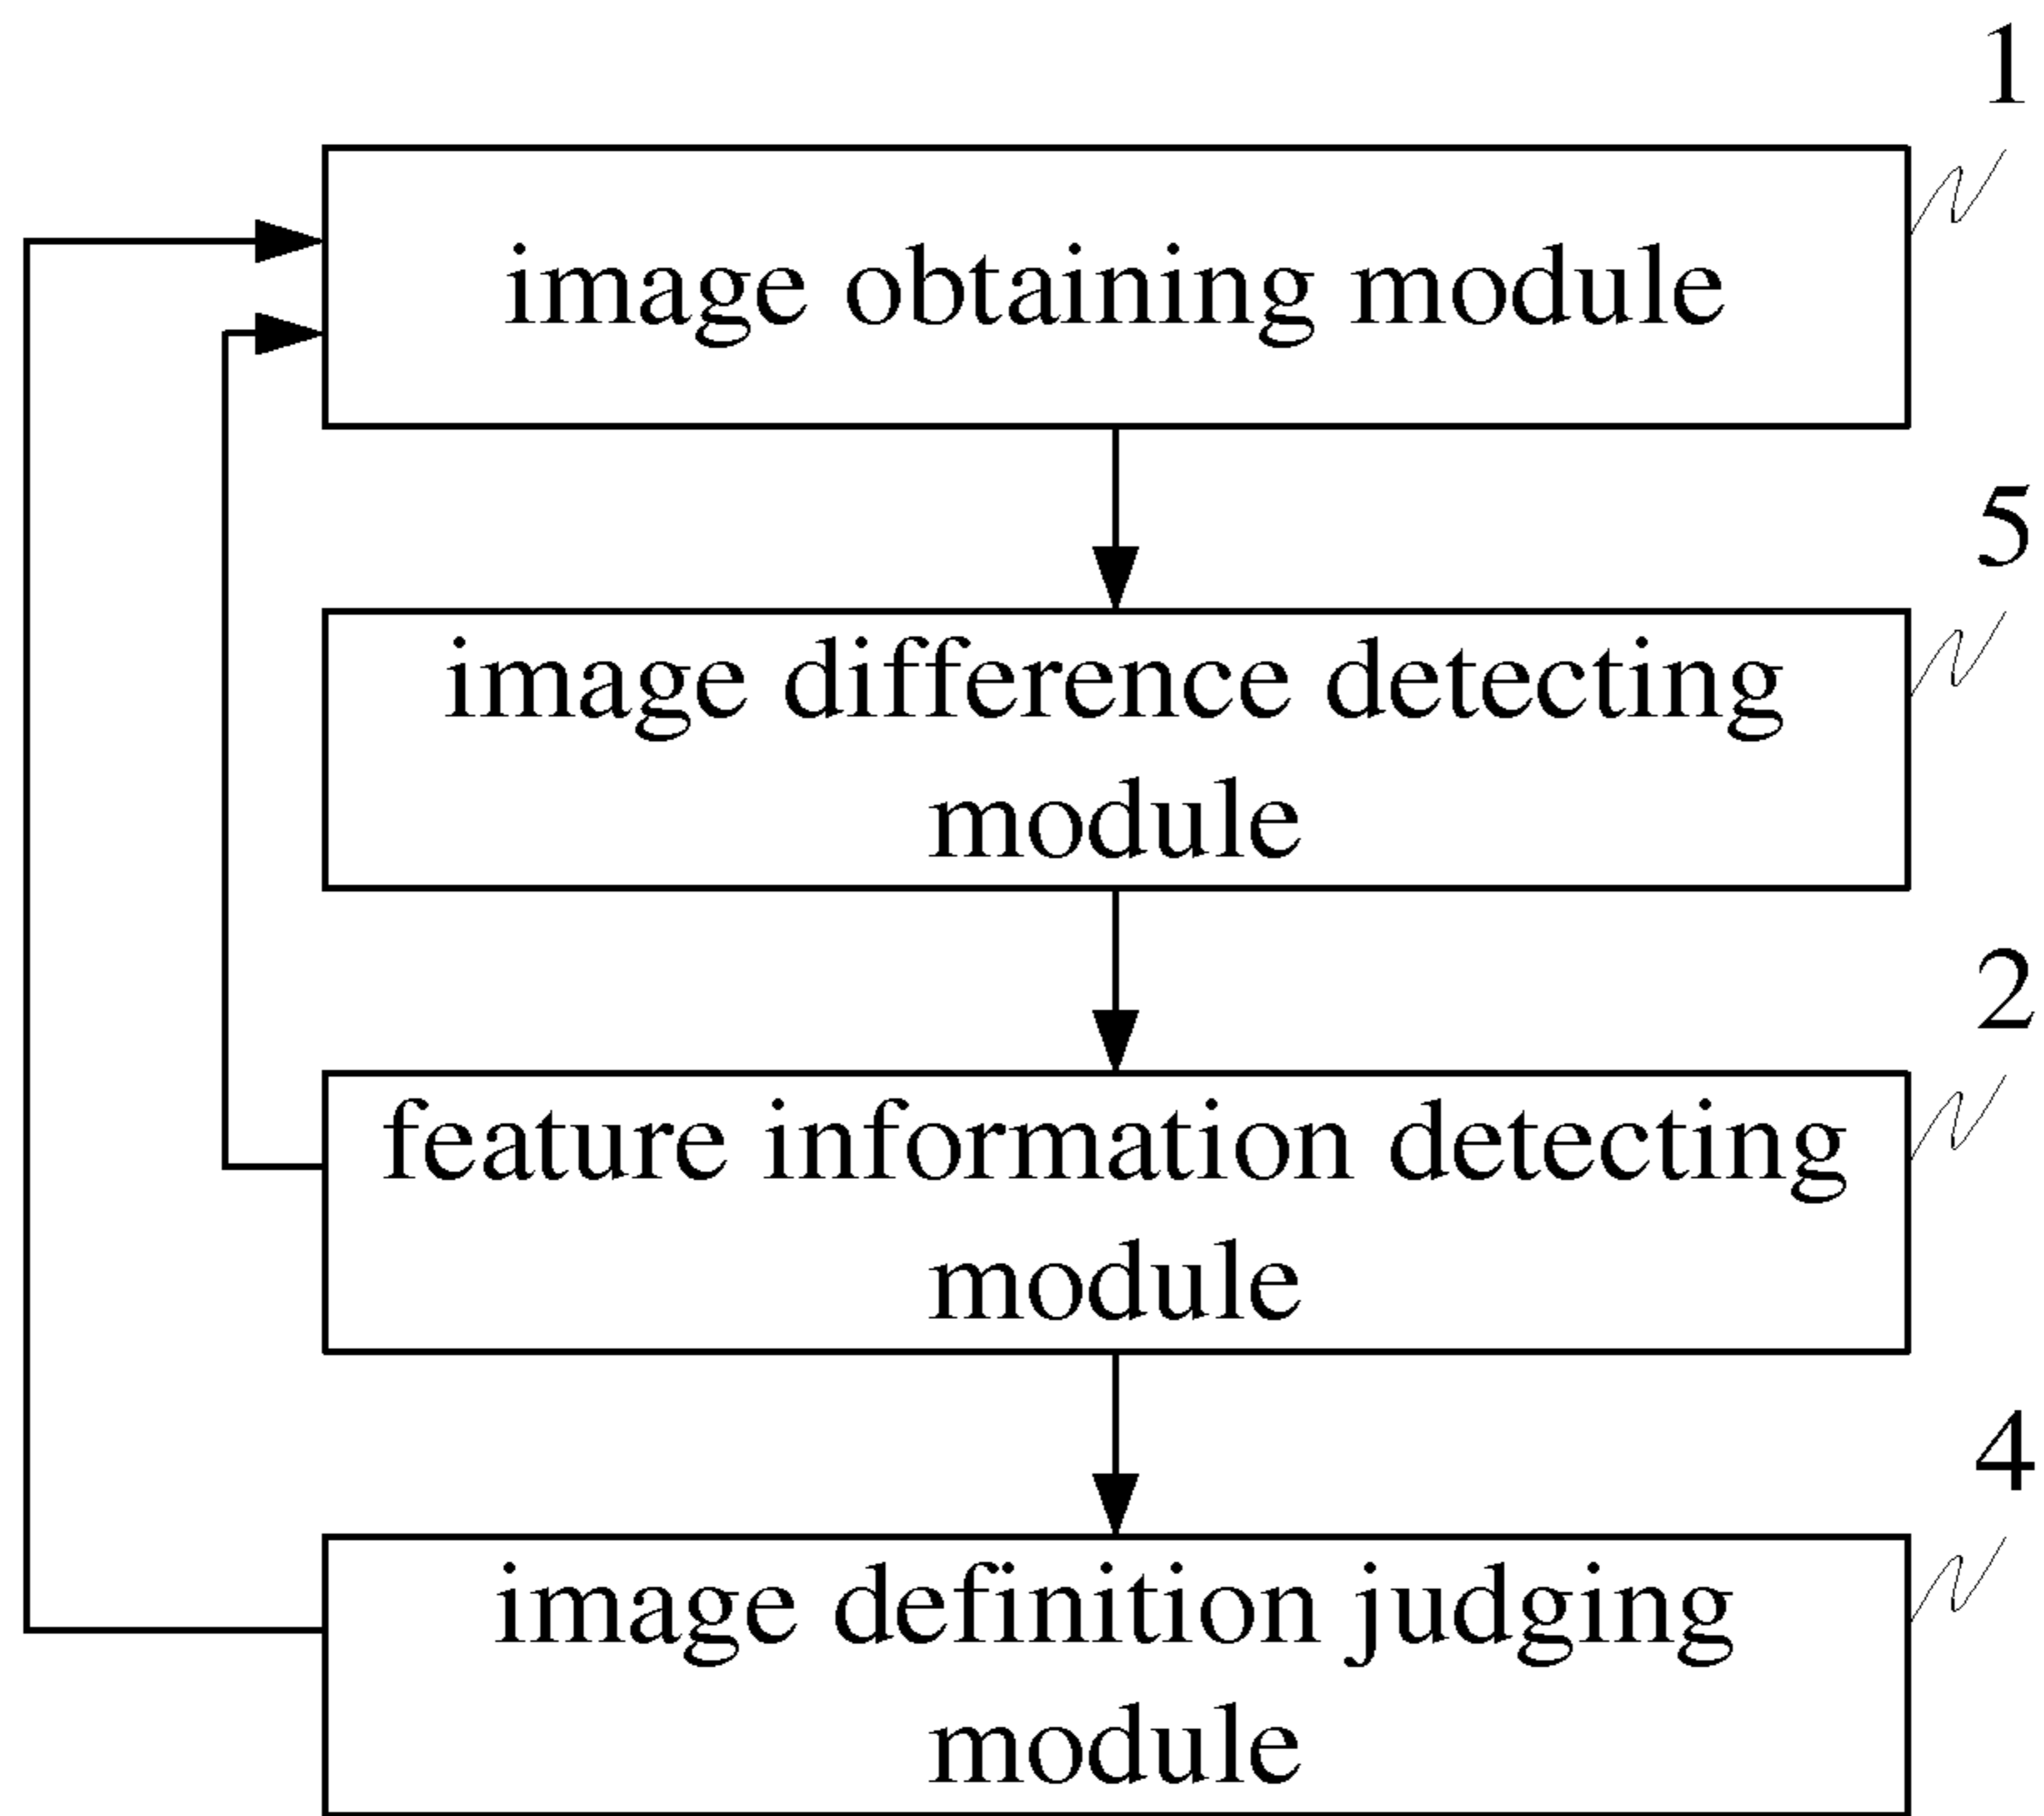 1
image obtaining module
5
image difference detecting
module
2
feature information detecting
module
4
image definition judging
module